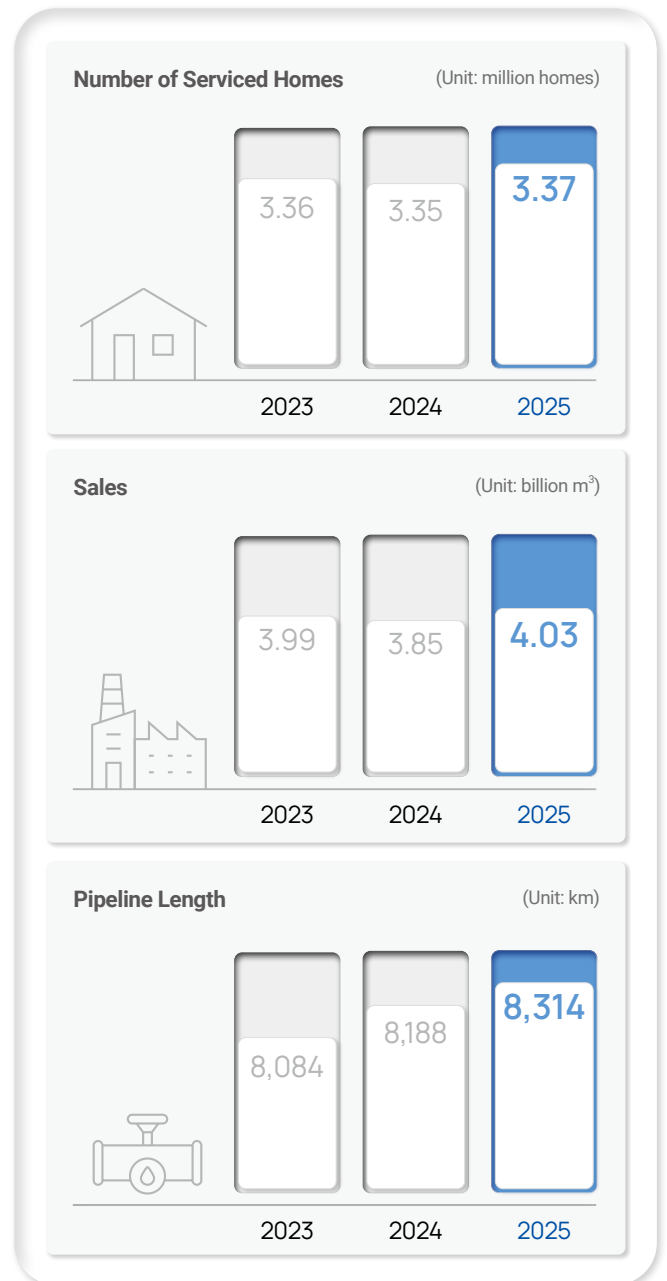 Number of Serviced Homes (Unit: million homes)
3.36 3.35 3.37
2023 2024 2025
Sales (Unit: billion m³)
3.99 3.85 4.03
2023 2024 2025
Pipeline Length (Unit: km)
8,084 8,188 8,314
2023 2024 2025